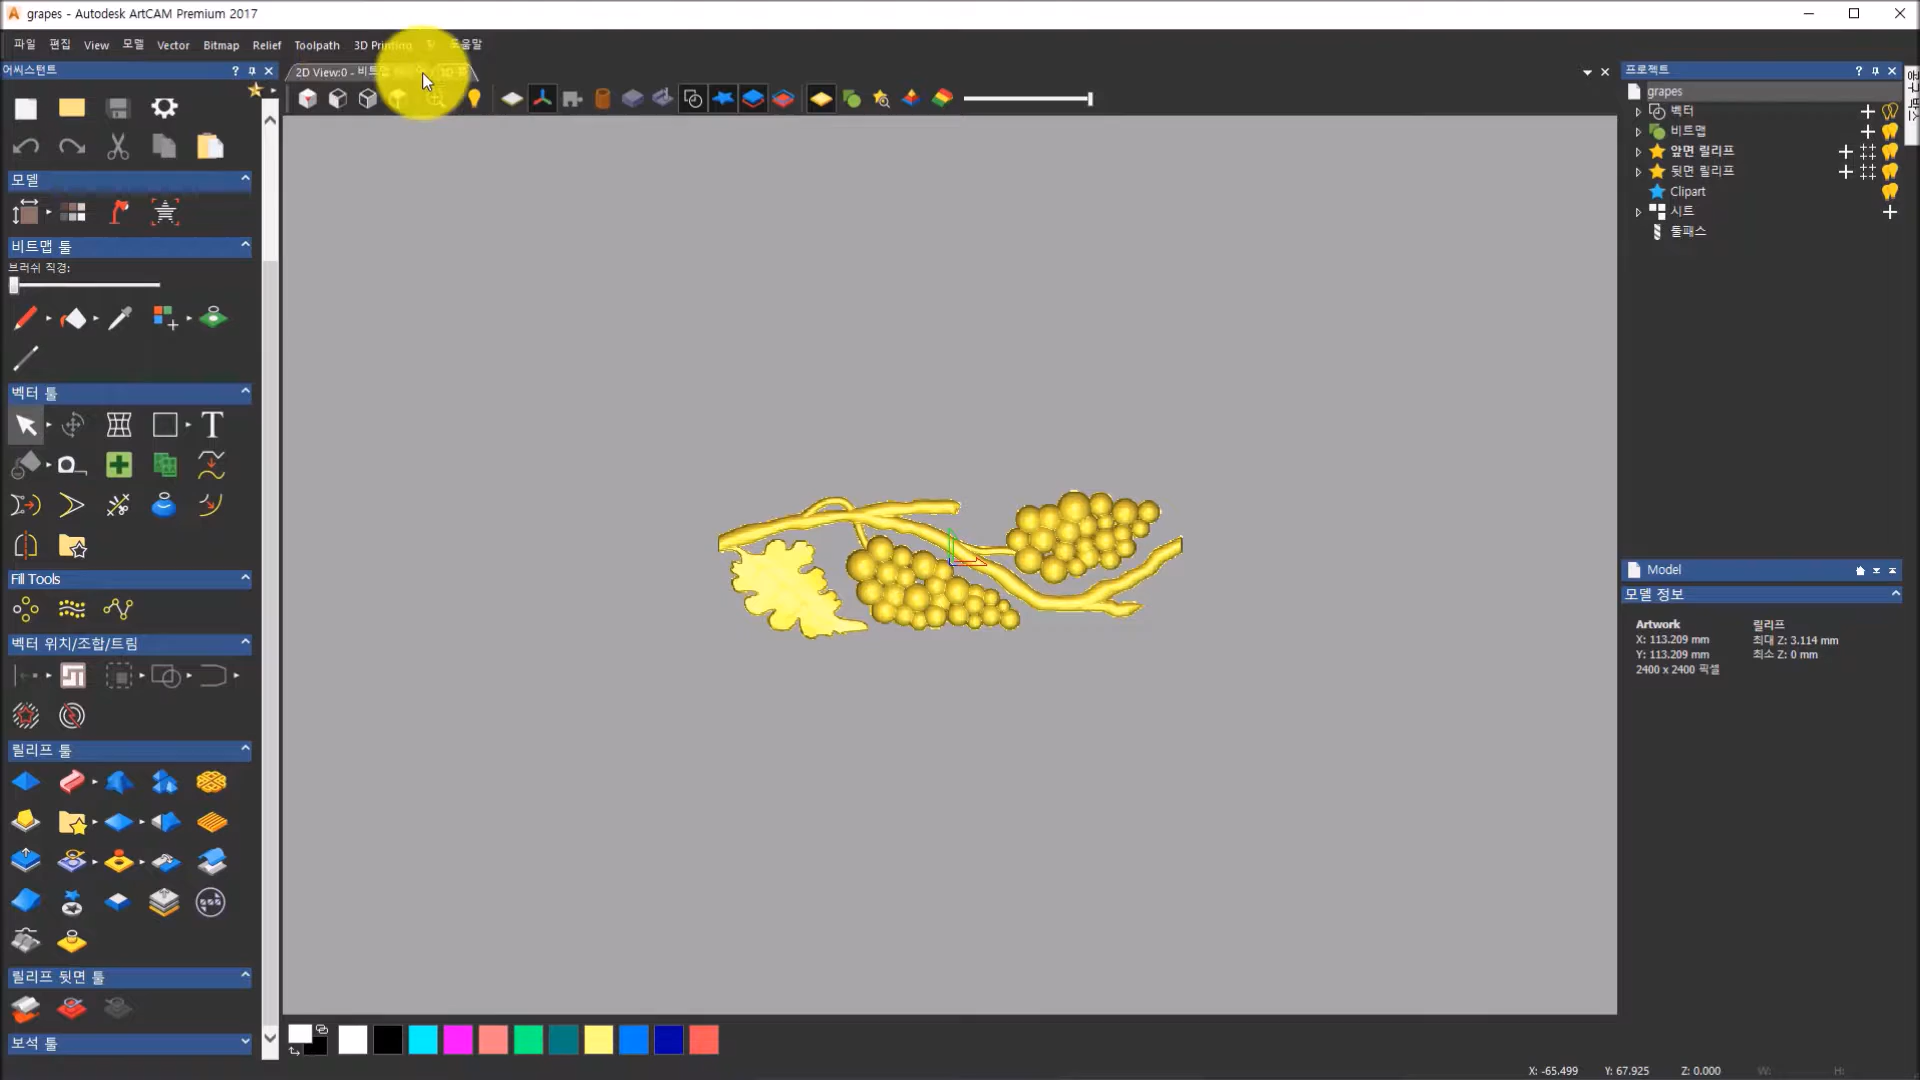 grapes - Autodesk ArtCAM Premium 2017
파일 편집 View 모델 Vector Bitmap Relief Toolpath 3D Printing 도움말
어씨스턴트
2D View:0 - 비트맵
프로젝트
grapes
벡터
비트맵
앞면 릴리프
뒷면 릴리프
Clipart
시트
툴패스
모델
비트맵 툴
브러쉬 직경:
벡터 툴
Fill Tools
벡터 위치/조합/트림
릴리프 툴
릴리프 뒷면 툴
보석 툴
Model
모델 정보
Artwork
X: 113.209 mm
Y: 113.209 mm
2400 x 2400 픽셀
릴리프
최대 Z: 3.114 mm
최소 Z: 0 mm
X: -65.499 Y: 67.925 Z: 0.000 W: H: